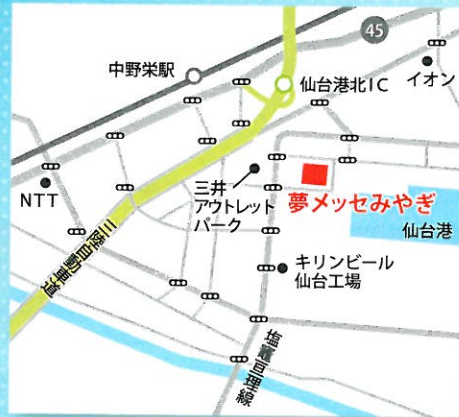 45
中野栄駅
仙台港北IC
イオン
三井
アウトレット
パーク
NTT
夢メッセみやぎ
仙台港
三陸自動車道
キリンビール
仙台工場
塩竈亘理線